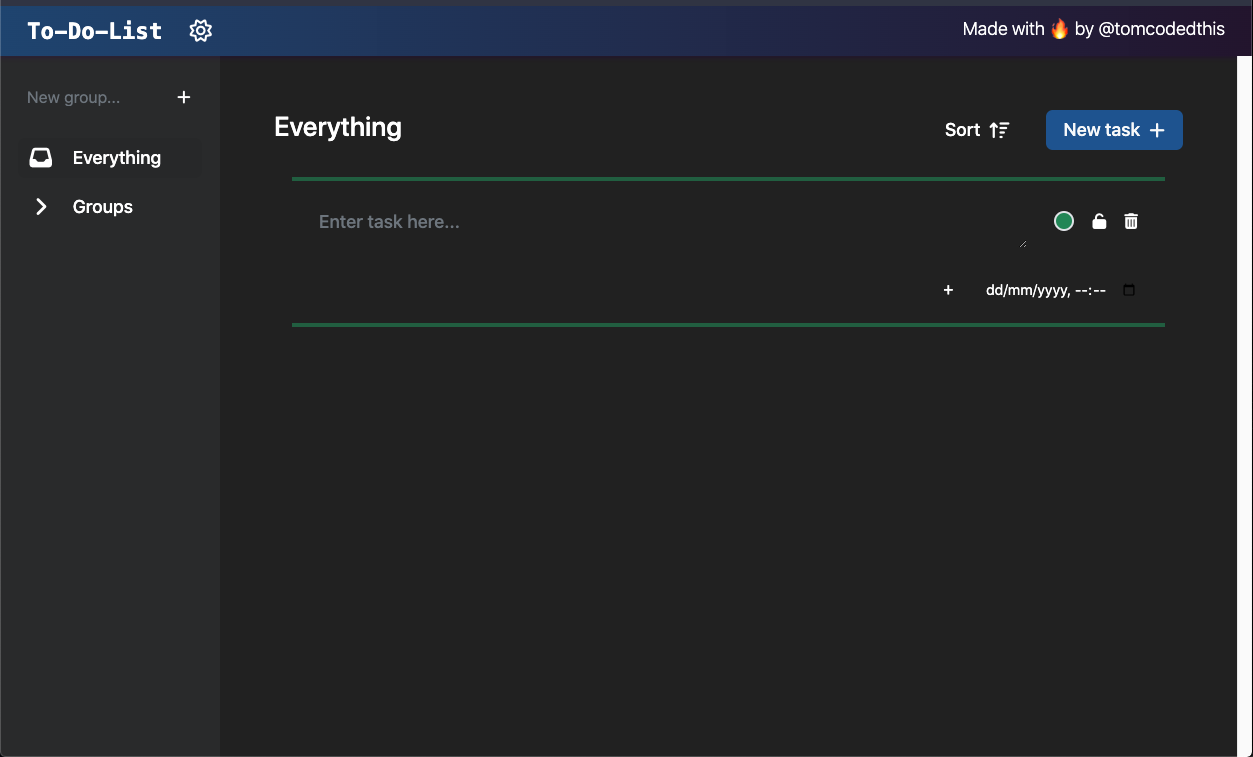 To-Do-List
Made with 🔥 by @tomcodedthis
New group... +
Everything
Groups
Everything
Sort
New task +
Enter task here...
+ dd/mm/yyyy, --:--